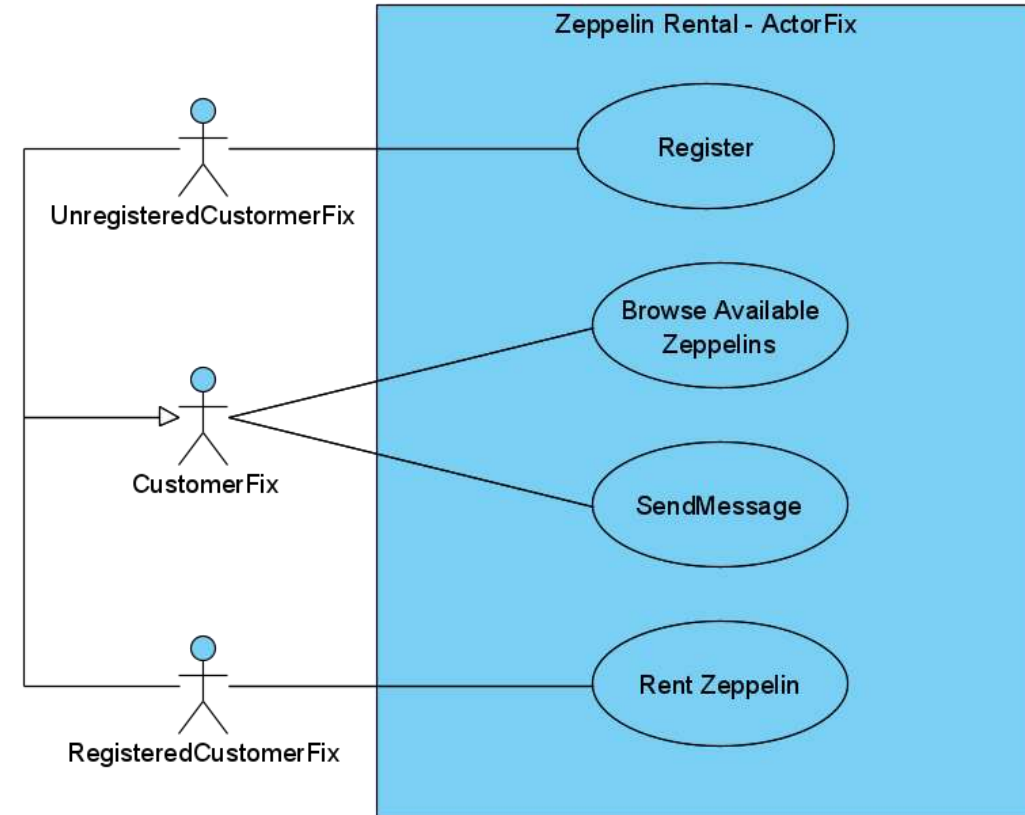 Zeppelin Rental - ActorFix
Register
UnregisteredCustormerFix
Browse Available
Zeppelins
CustomerFix
SendMessage
Rent Zeppelin
RegisteredCustomerFix